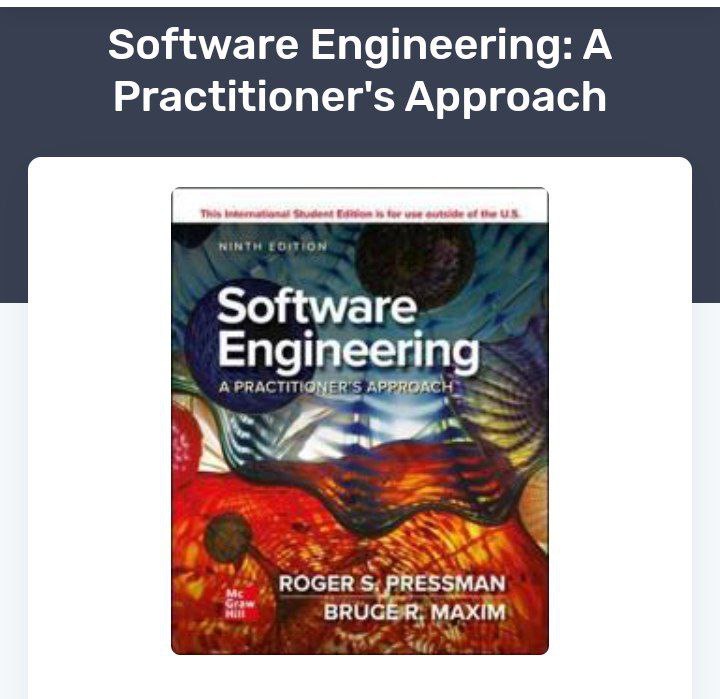 Software Engineering: A
Practitioner's Approach
This International Student Edition is for use outside of the U.S.
NINTH EDITION
Software
Engineering
A PRACTITIONER'S APPROACH
ROGER S. PRESSMAN
BRUCE R. MAXIM
Mc
Graw
Hill